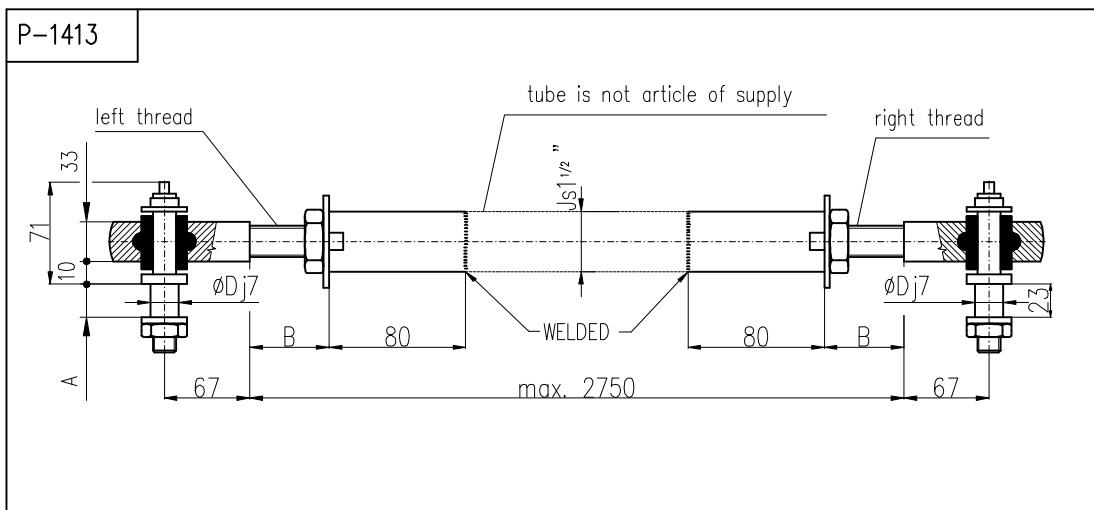 P-1413
tube is not article of supply
left thread
right thread
Js1 1/2"
33
71
10
A
ØDj7
ØDj7
23
WELDED
B
80
80
B
67
max. 2750
67